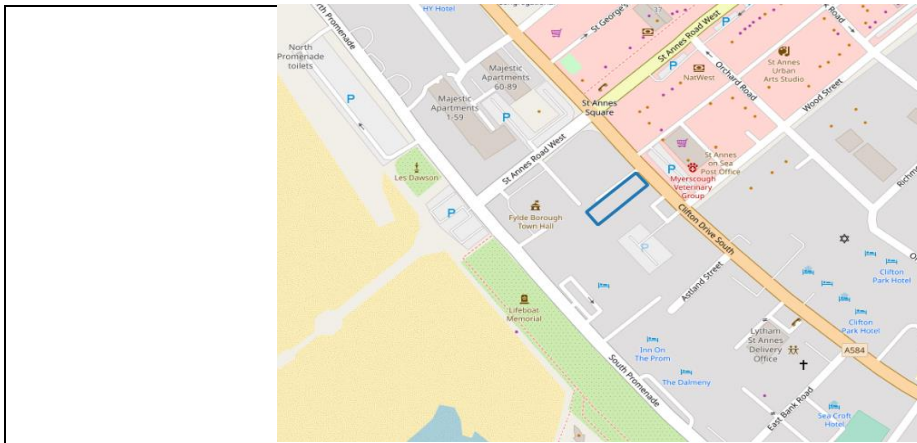 HY Hotel
North Promenade
North
Promenade
toilets
P
Majestic
Apartments
60-89
Majestic
Apartments
1-59
P
St George's
37
P
St Annes Road West
NatWest
St Annes
Urban
Arts Studio
Orchard Road
Wood Street
Road
St Annes
Square
St Annes Road West
Les Dawson
P
P
St Annes
on Sea
Post Office
Myerscough
Veterinary
Group
Richm
Fylde Borough
Town Hall
P
Clifton Drive South
Astland Street
Clifton
Park Hotel
Clifton
Park Hotel
Lifeboat
Memorial
South Promenade
Inn On
The Prom
The Dalmeny
Lytham
St Annes
Delivery
Office
A584
East Bank Road
Sea Croft
Hotel